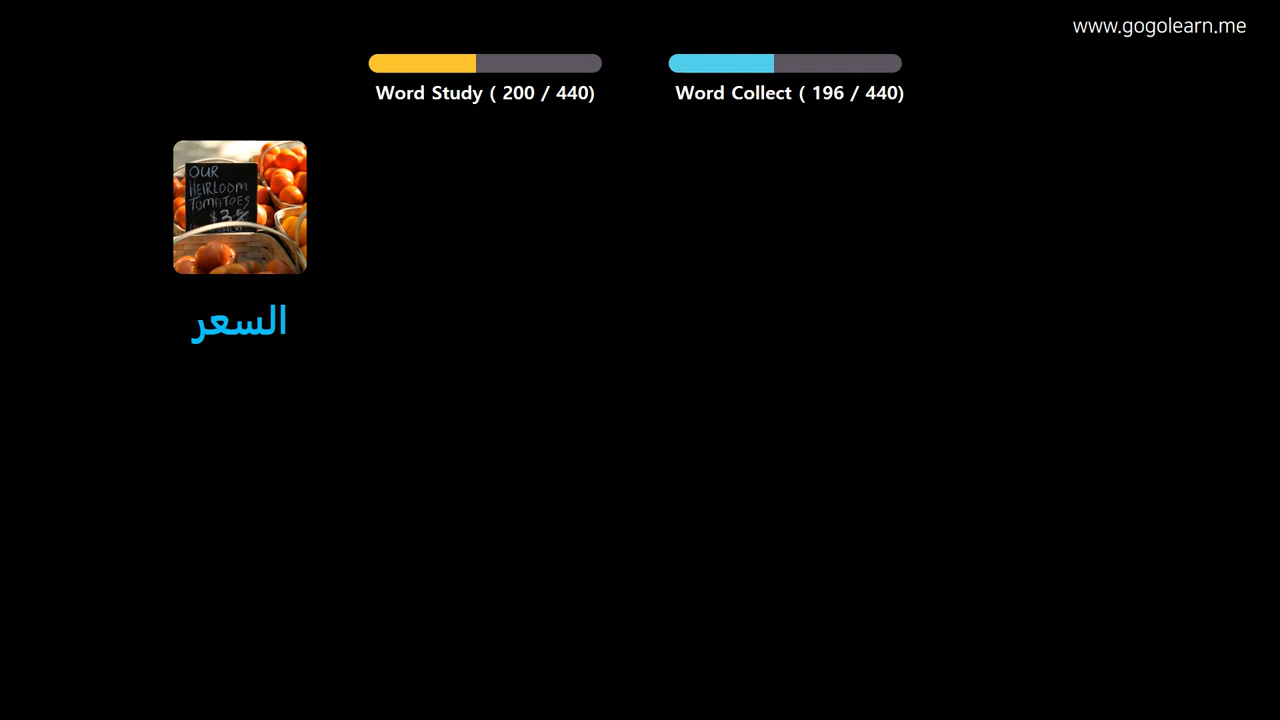 www.gogolearn.me
Word Study ( 200 / 440)
Word Collect ( 196 / 440)
OUR
HEIRLOOM
TOMATOES
السعر